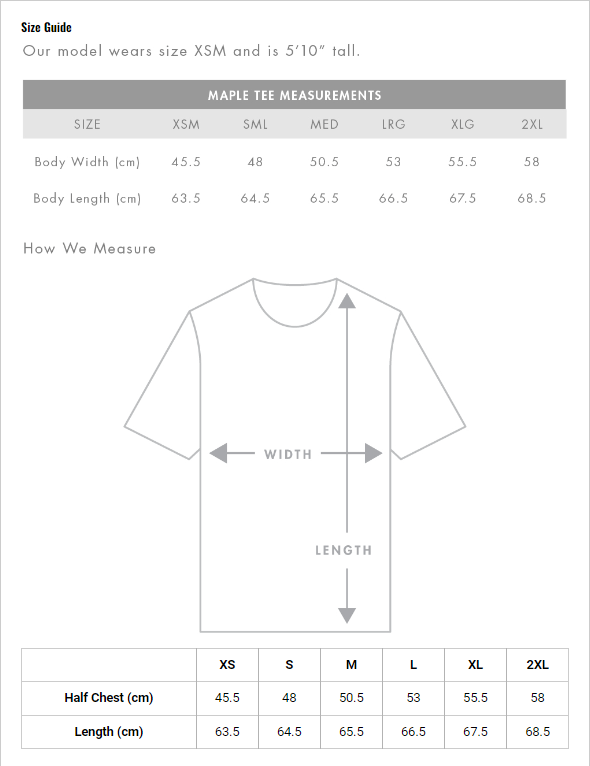 Size Guide
Our model wears size XSM and is 5’10” tall.
MAPLE TEE MEASUREMENTS
SIZE XSM SML MED LRG XLG 2XL
Body Width (cm) 45.5 48 50.5 53 55.5 58
Body Length (cm) 63.5 64.5 65.5 66.5 67.5 68.5
How We Measure
WIDTH
LENGTH
XS S M L XL 2XL
Half Chest (cm) 45.5 48 50.5 53 55.5 58
Length (cm) 63.5 64.5 65.5 66.5 67.5 68.5